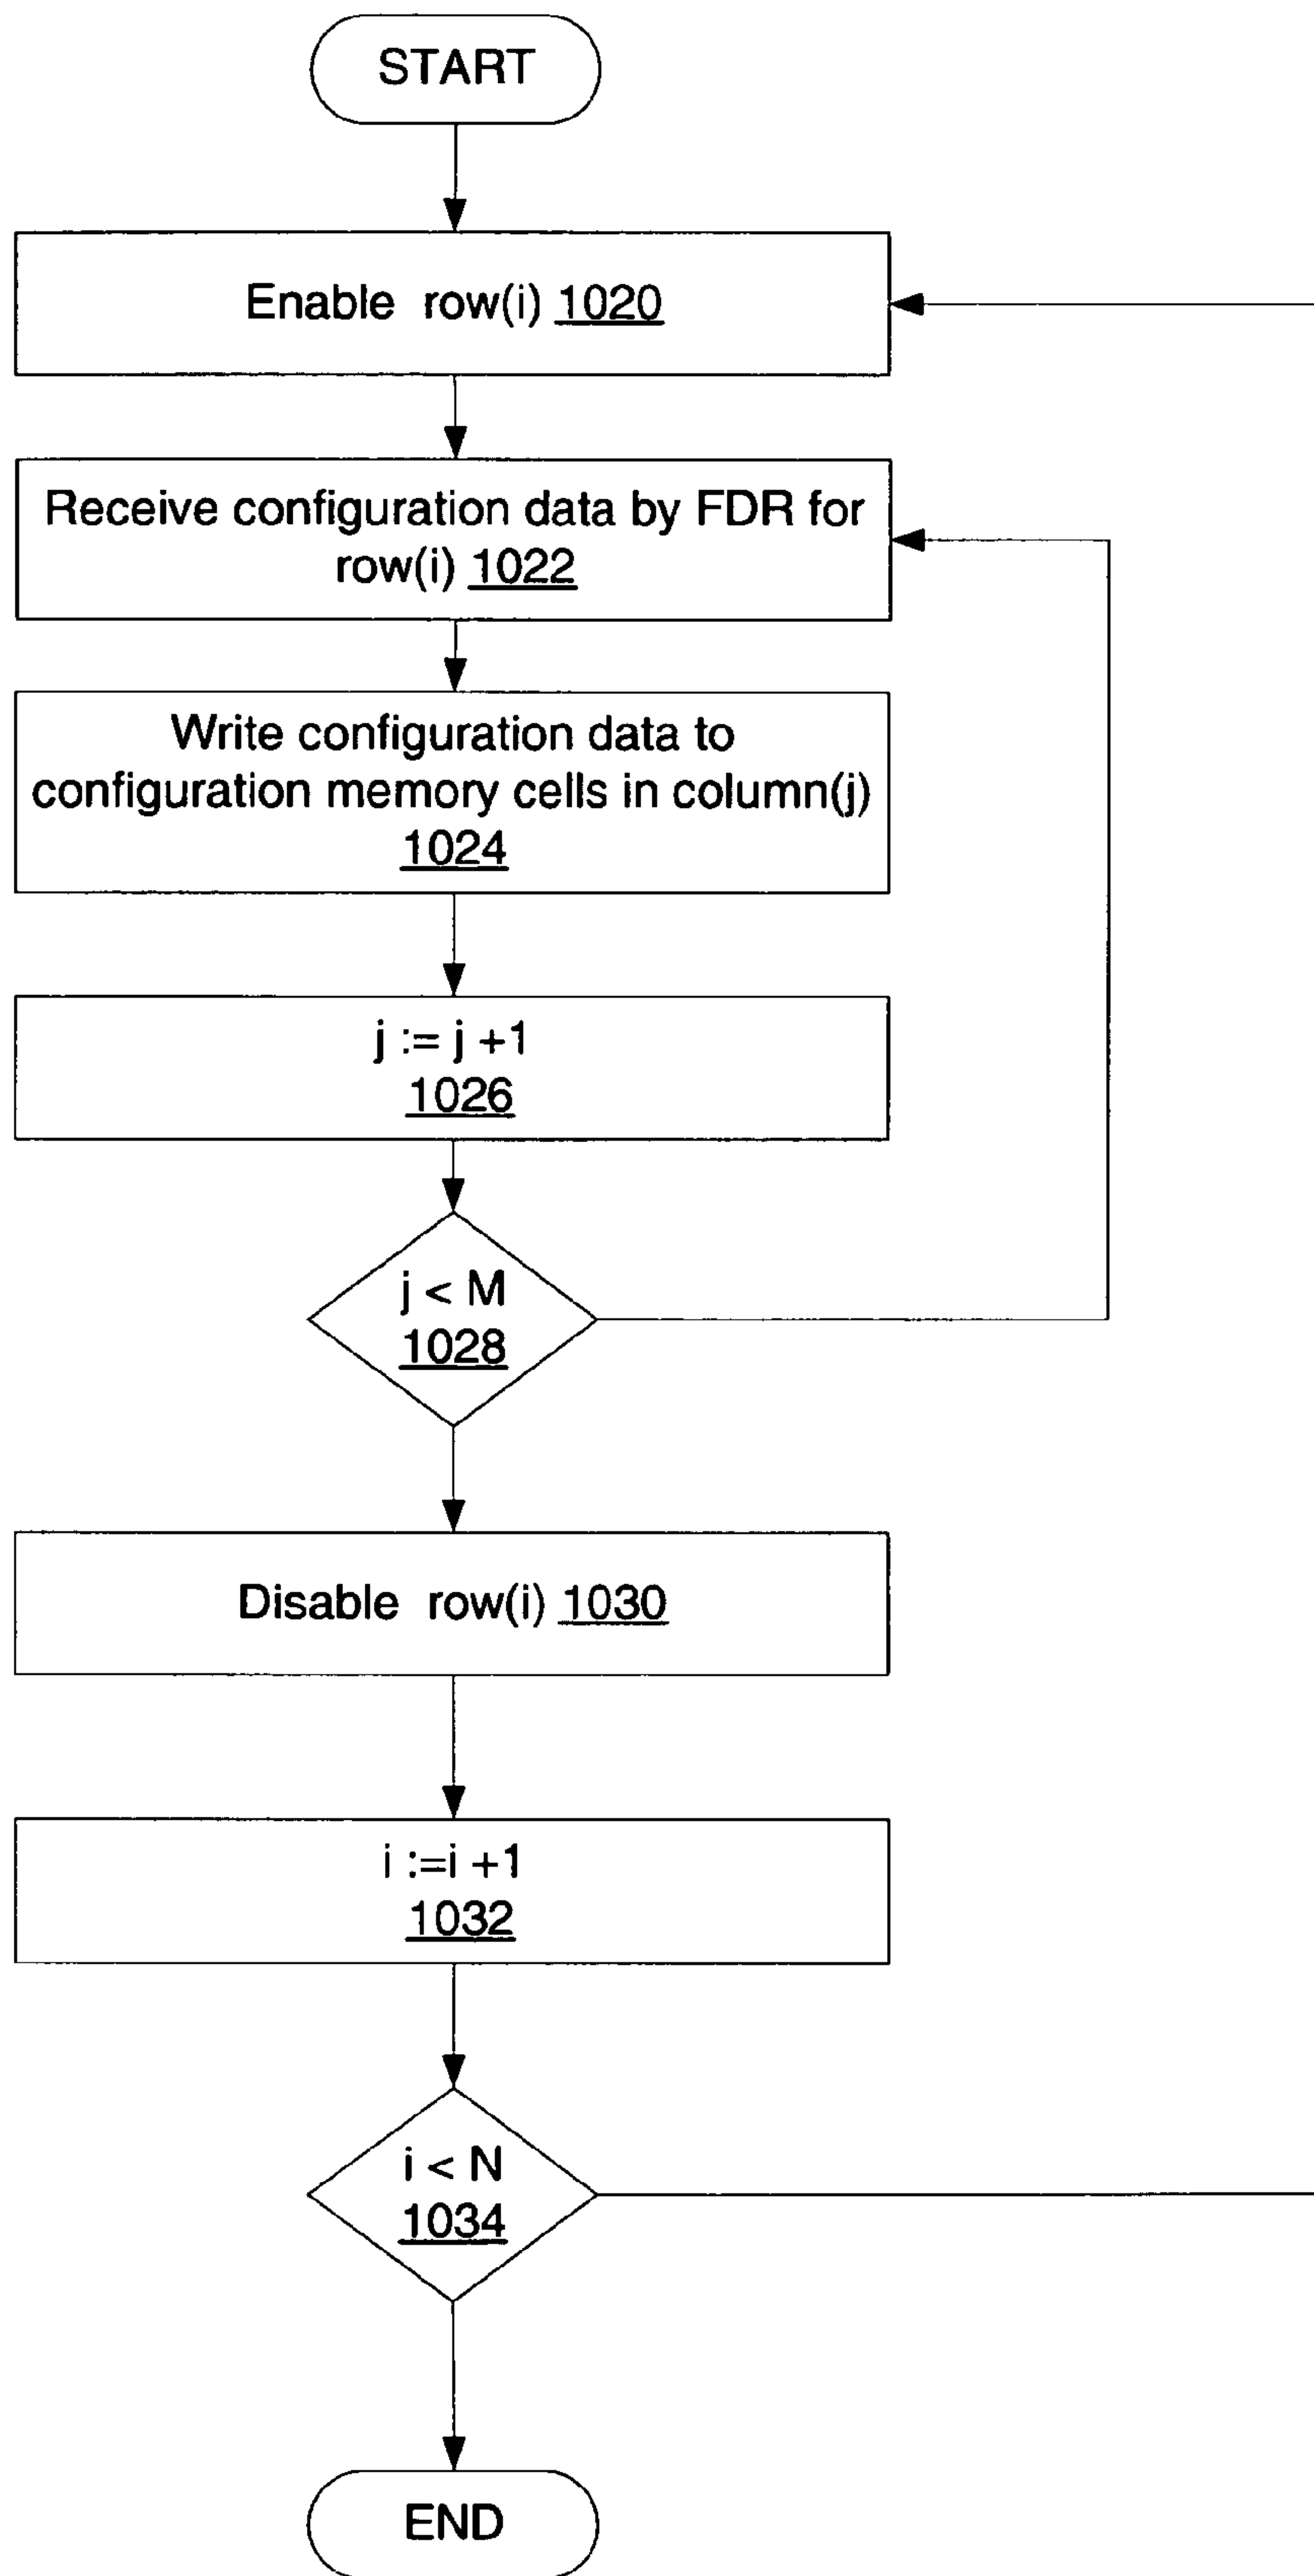 START
Enable row(i) 1020
Receive configuration data by FDR for
row(i) 1022
Write configuration data to
configuration memory cells in column(j)
1024
j := j +1
1026
j < M
1028
Disable row(i) 1030
i :=i +1
1032
i < N
1034
END